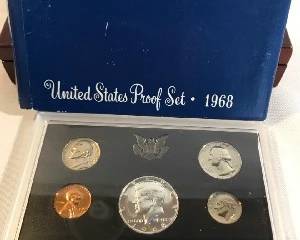 United States Proof Set • 1968